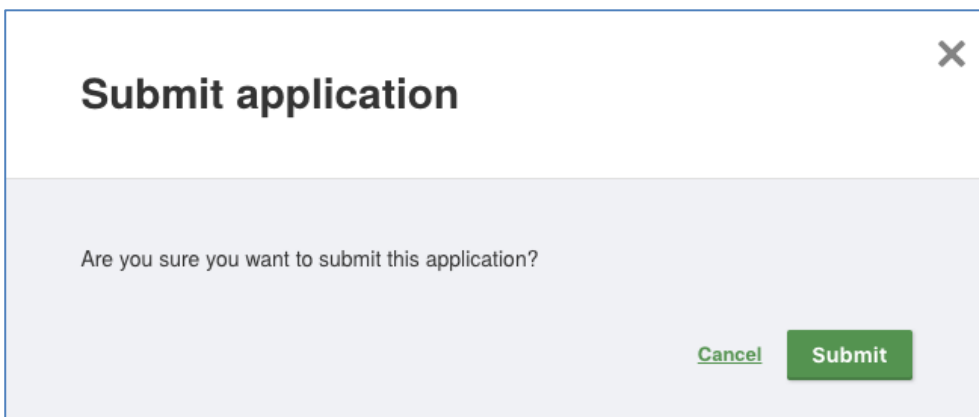 Submit application
Are you sure you want to submit this application?
Cancel Submit